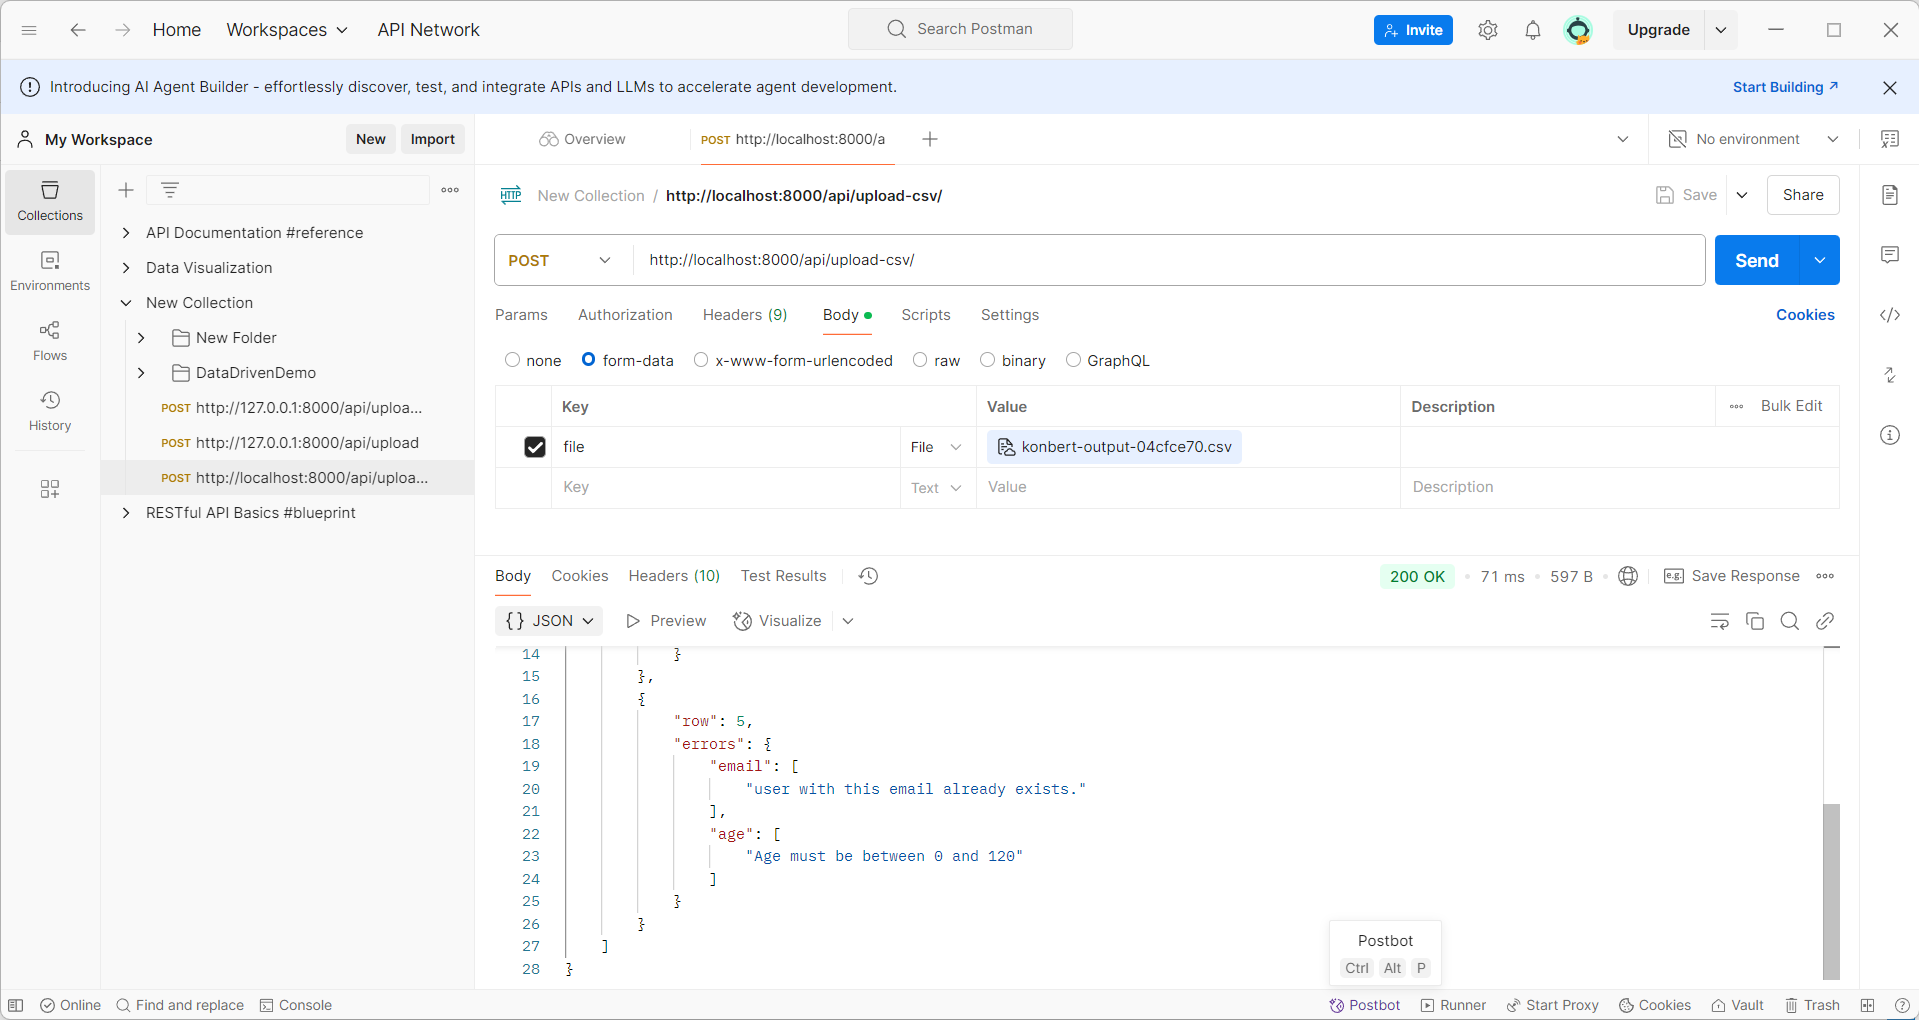 Home Workspaces API Network Search Postman Invite Upgrade
Introducing AI Agent Builder - effortlessly discover, test, and integrate APIs and LLMs to accelerate agent development. Start Building
My Workspace New Import
Overview POST http://localhost:8000/a No environment
Collections
Environments
Flows
History
API Documentation #reference
Data Visualization
New Collection
New Folder
DataDrivenDemo
POST http://127.0.0.1:8000/api/uploa...
POST http://127.0.0.1:8000/api/upload
POST http://localhost:8000/api/uploa...
RESTful API Basics #blueprint
HTTP New Collection / http://localhost:8000/api/upload-csv/ Save Share
POST http://localhost:8000/api/upload-csv/ Send
Params Authorization Headers (9) Body Scripts Settings Cookies
none form-data x-www-form-urlencoded raw binary GraphQL
Key Value Description Bulk Edit
file File konbert-output-04cfce70.csv
Key Text Value Description
Body Cookies Headers (10) Test Results 200 OK 71 ms 597 B e.g. Save Response
{} JSON Preview Visualize
14 }
15 },
16 {
17 "row": 5,
18 "errors": {
19 "email": [
20 "user with this email already exists."
21 ],
22 "age": [
23 "Age must be between 0 and 120"
24 ]
25 }
26 }
27 ]
28 }
Postbot
Ctrl Alt P
Online Find and replace Console Postbot Runner Start Proxy Cookies Vault Trash